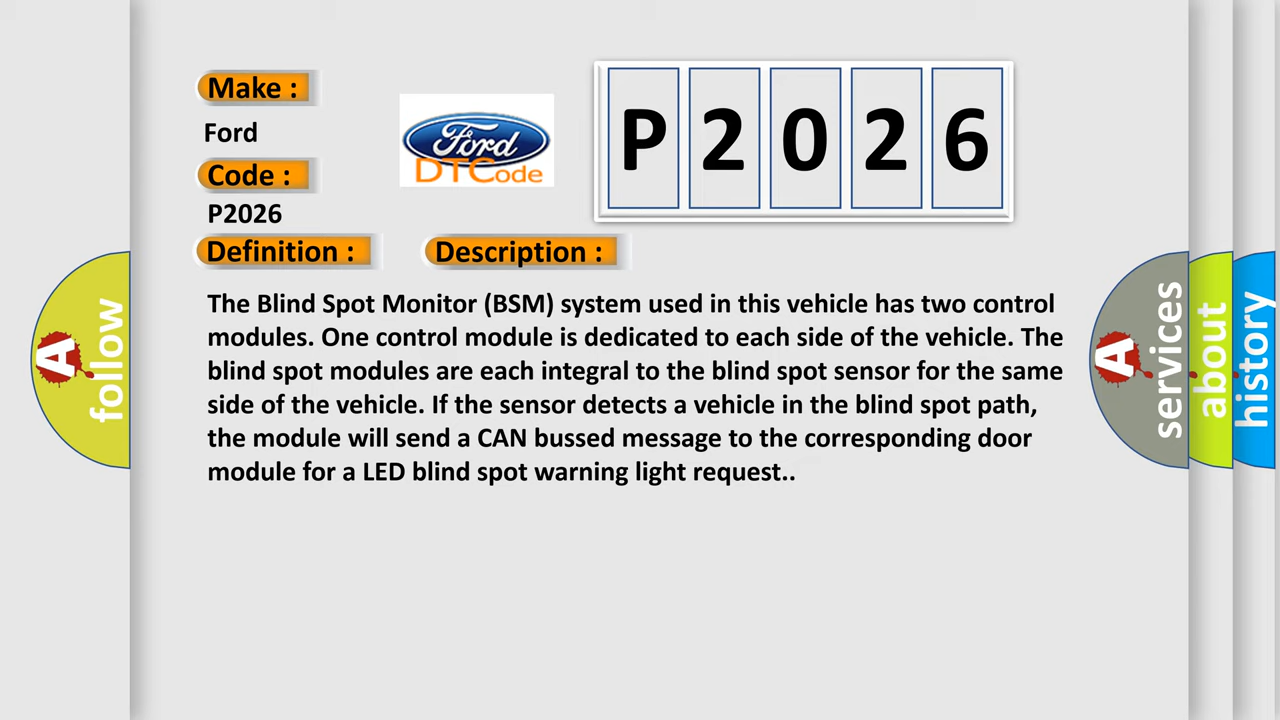 Make :
Ford
Code :
P2026
Ford
DTCode
P2026
Definition :
Description :
The Blind Spot Monitor (BSM) system used in this vehicle has two control
modules. One control module is dedicated to each side of the vehicle. The
blind spot modules are each integral to the blind spot sensor for the same
side of the vehicle. If the sensor detects a vehicle in the blind spot path,
the module will send a CAN bussed message to the corresponding door
module for a LED blind spot warning light request..
A
follow
A
services
about
history